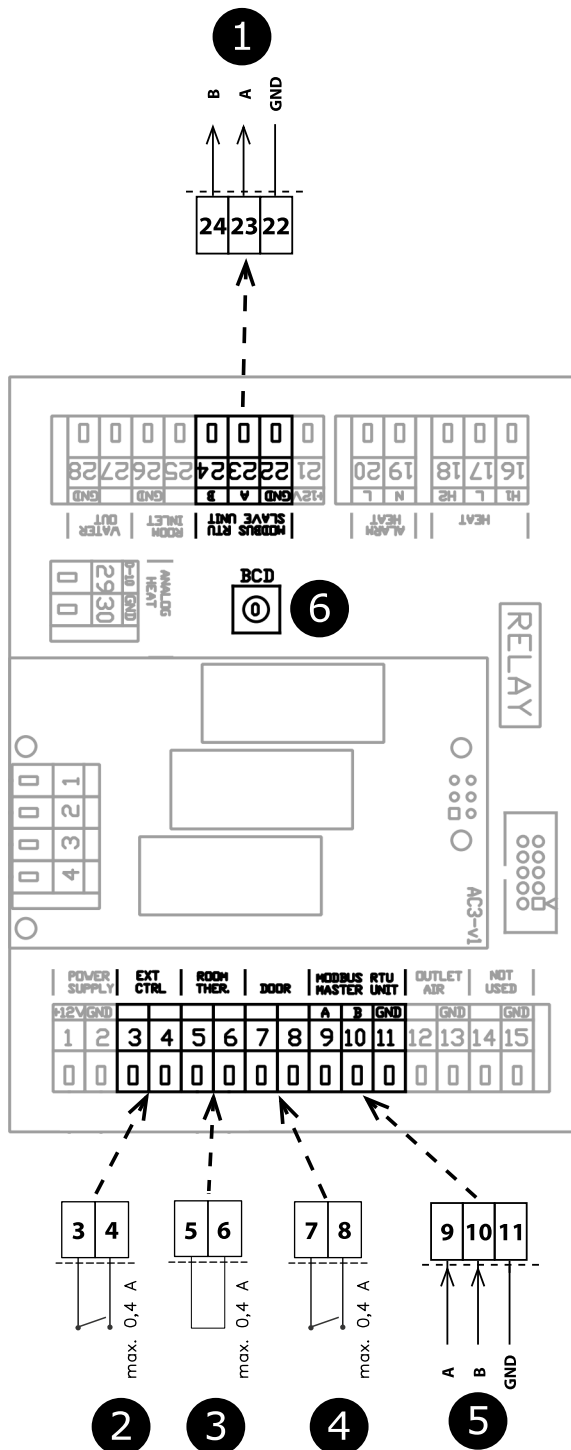 1
B A GND
24 23 22
28 27 26 25 24 23 22 21
GND GND B A GND +12V
WATER OUT
ROOM INLET
MODBUS RTU
SLAVE UNIT
20 19
L N
ALARM
HEAT
18 17 16
H2 L H1
HEAT
29 30
0-10 GND
ANALOG
HEAT
BCD
0
6
RELAY
1
2
3
4
AC3-v1
POWER SUPPLY
EXT CTRL
ROOM THER.
DOOR
MODBUS RTU
MASTER UNIT
OUTLET AIR
NOT USED
+12V GND A B GND GND GND
1 2 3 4 5 6 7 8 9 10 11 12 13 14 15
3 4
5 6
7 8
9 10 11
max. 0,4 A
max. 0,4 A
max. 0,4 A
A B GND
2
3
4
5